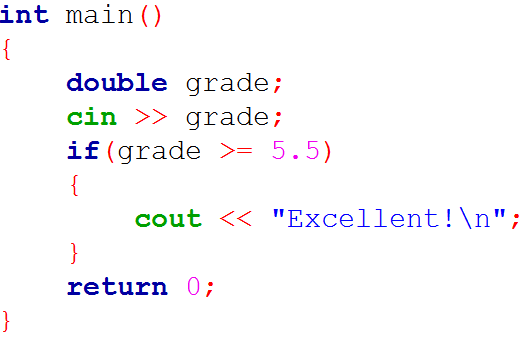 int main()
{
    double grade;
    cin >> grade;
    if(grade >= 5.5)
    {
        cout << "Excellent!\n";
    }
    return 0;
}